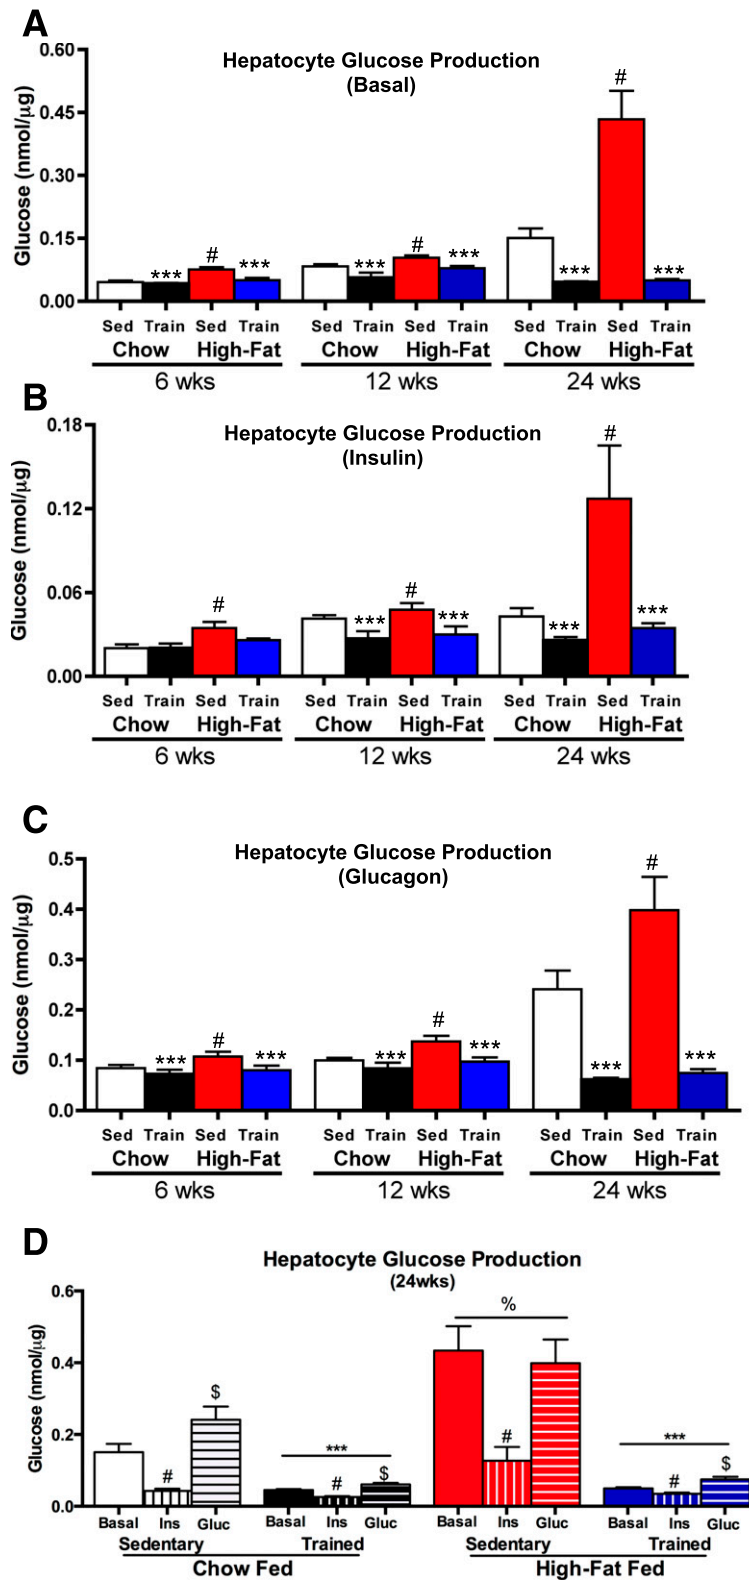 A
Hepatocyte Glucose Production
(Basal)
Glucose (nmol/µg)
0.60
0.45
0.30
0.15
0.00
*** # *** *** # *** *** # ***
Sed Train Sed Train Sed Train Sed Train Sed Train Sed Train
Chow High-Fat Chow High-Fat Chow High-Fat
6 wks 12 wks 24 wks
B
Hepatocyte Glucose Production
(Insulin)
Glucose (nmol/µg)
0.18
0.12
0.06
0.00
# *** # *** *** # ***
Sed Train Sed Train Sed Train Sed Train Sed Train Sed Train
Chow High-Fat Chow High-Fat Chow High-Fat
6 wks 12 wks 24 wks
C
Hepatocyte Glucose Production
(Glucagon)
Glucose (nmol/µg)
0.5
0.4
0.3
0.2
0.1
0.0
*** # *** *** # *** *** # ***
Sed Train Sed Train Sed Train Sed Train Sed Train Sed Train
Chow High-Fat Chow High-Fat Chow High-Fat
6 wks 12 wks 24 wks
D
Hepatocyte Glucose Production
(24wks)
Glucose (nmol/µg)
0.6
0.4
0.2
0.0
# $ *** # $ % # *** # $
Basal Ins Gluc Basal Ins Gluc Basal Ins Gluc Basal Ins Gluc
Sedentary Trained Sedentary Trained
Chow Fed High-Fat Fed